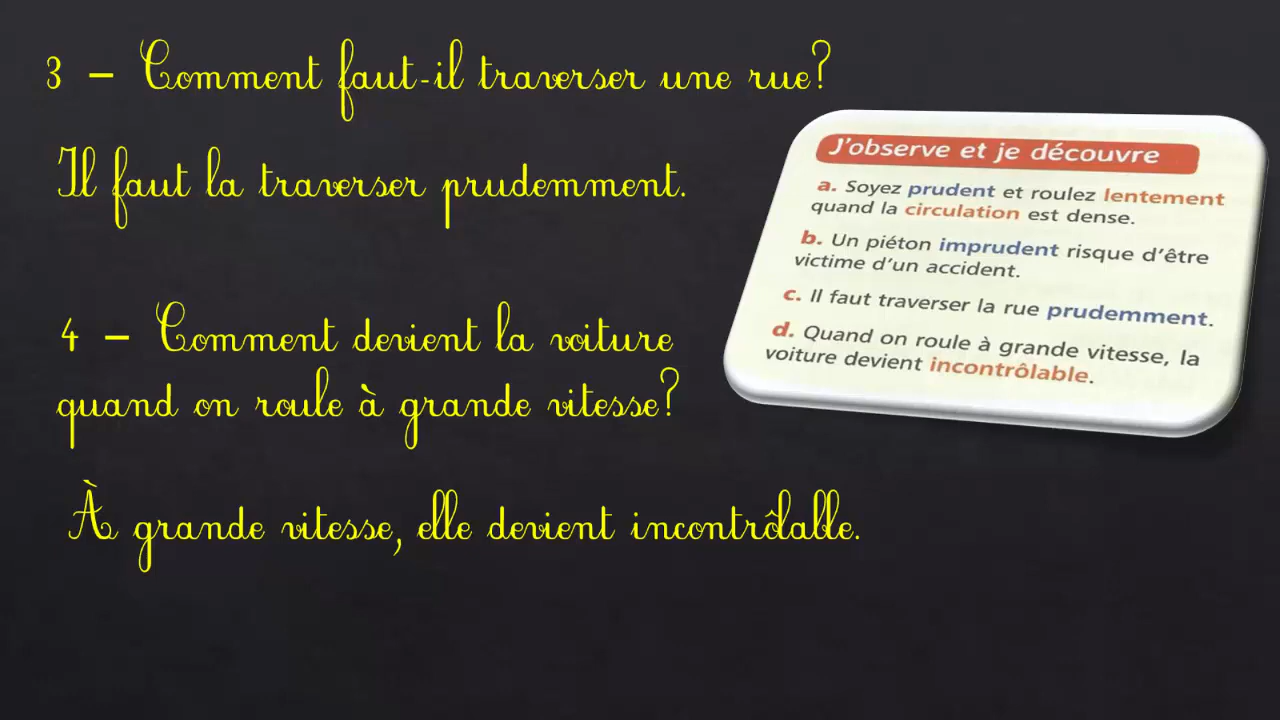 3 – Comment faut-il traverser une rue?
Il faut la traverser prudemment.
4 – Comment devient la voiture
quand on roule à grande vitesse?
À grande vitesse, elle devient incontrôlable.
J'observe et je découvre
a. Soyez prudent et roulez lentement
quand la circulation est dense.
b. Un piéton imprudent risque d'être
victime d'un accident.
c. Il faut traverser la rue prudemment.
d. Quand on roule à grande vitesse, la
voiture devient incontrôlable.